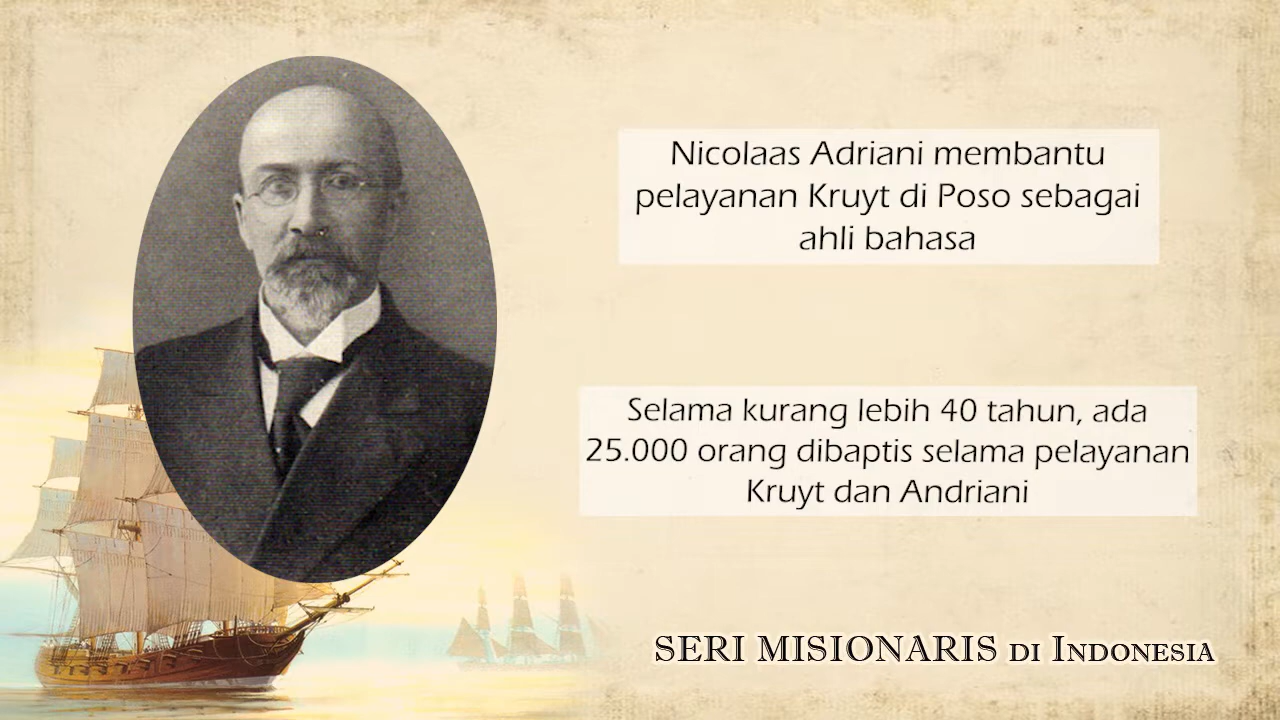 Nicolaas Adriani membantu
pelayanan Kruyt di Poso sebagai
ahli bahasa
Selama kurang lebih 40 tahun, ada
25.000 orang dibaptis selama pelayanan
Kruyt dan Andriani
SERI MISIONARIS DI INDONESIA